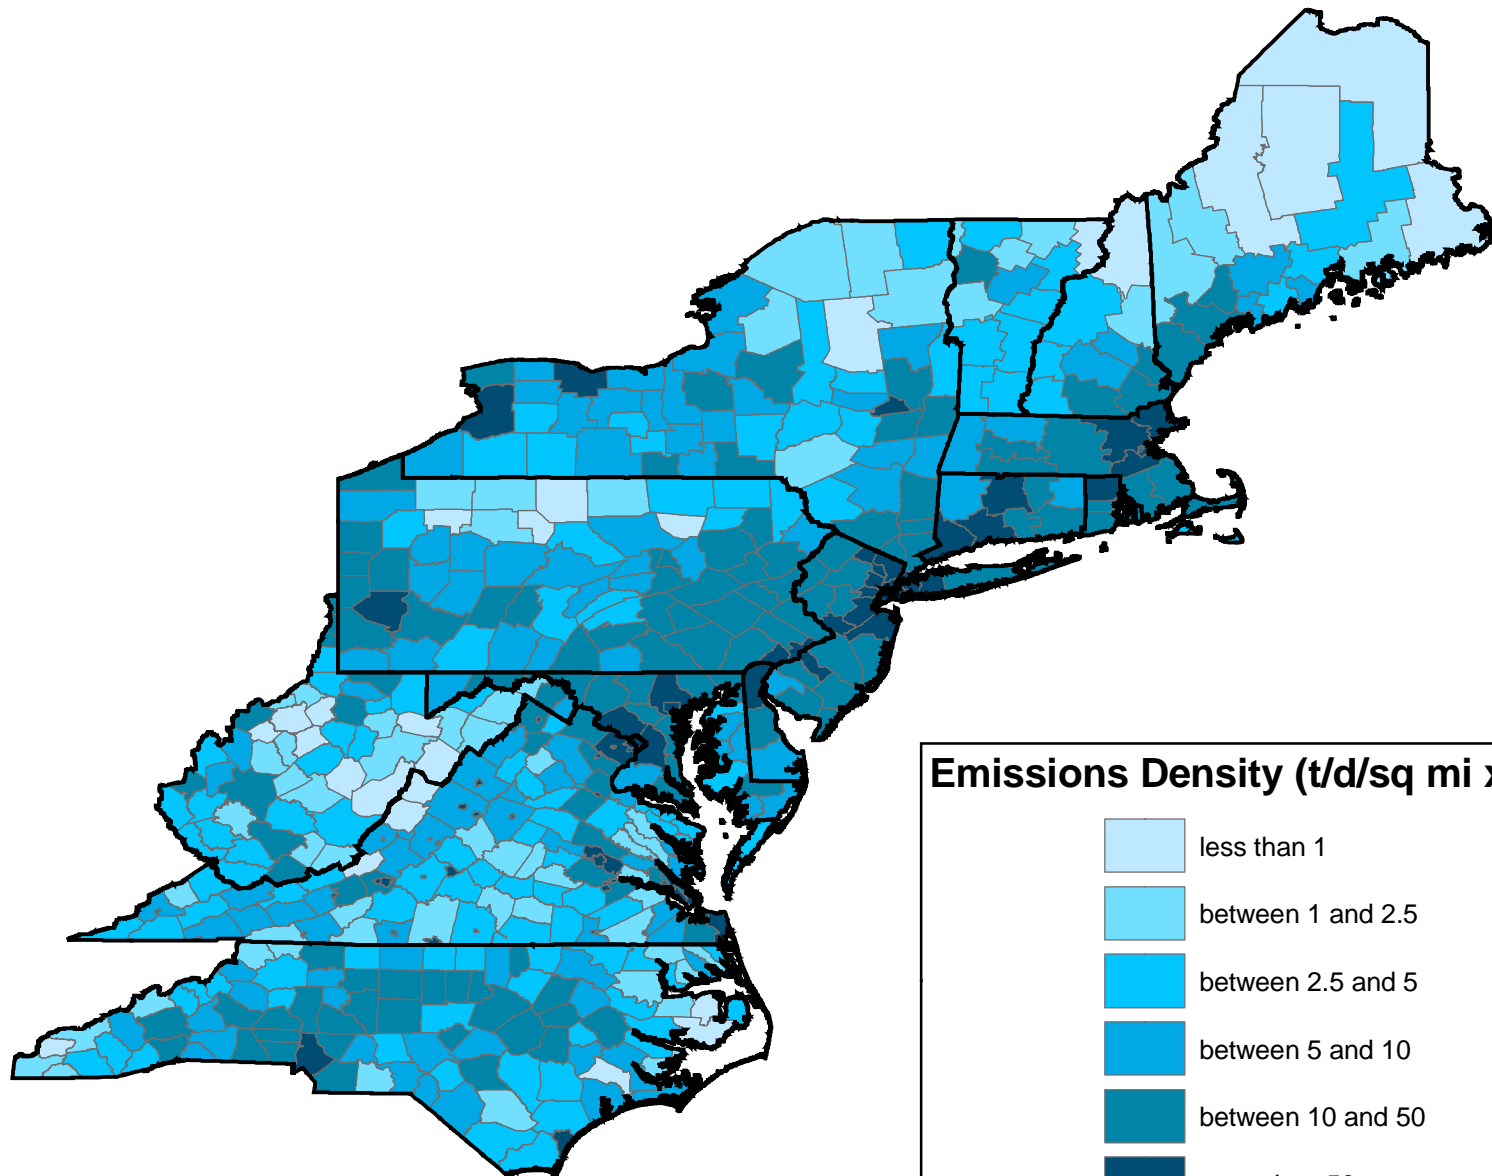 Emissions Density (t/d/sq mi x
less than 1
between 1 and 2.5
between 2.5 and 5
between 5 and 10
between 10 and 50